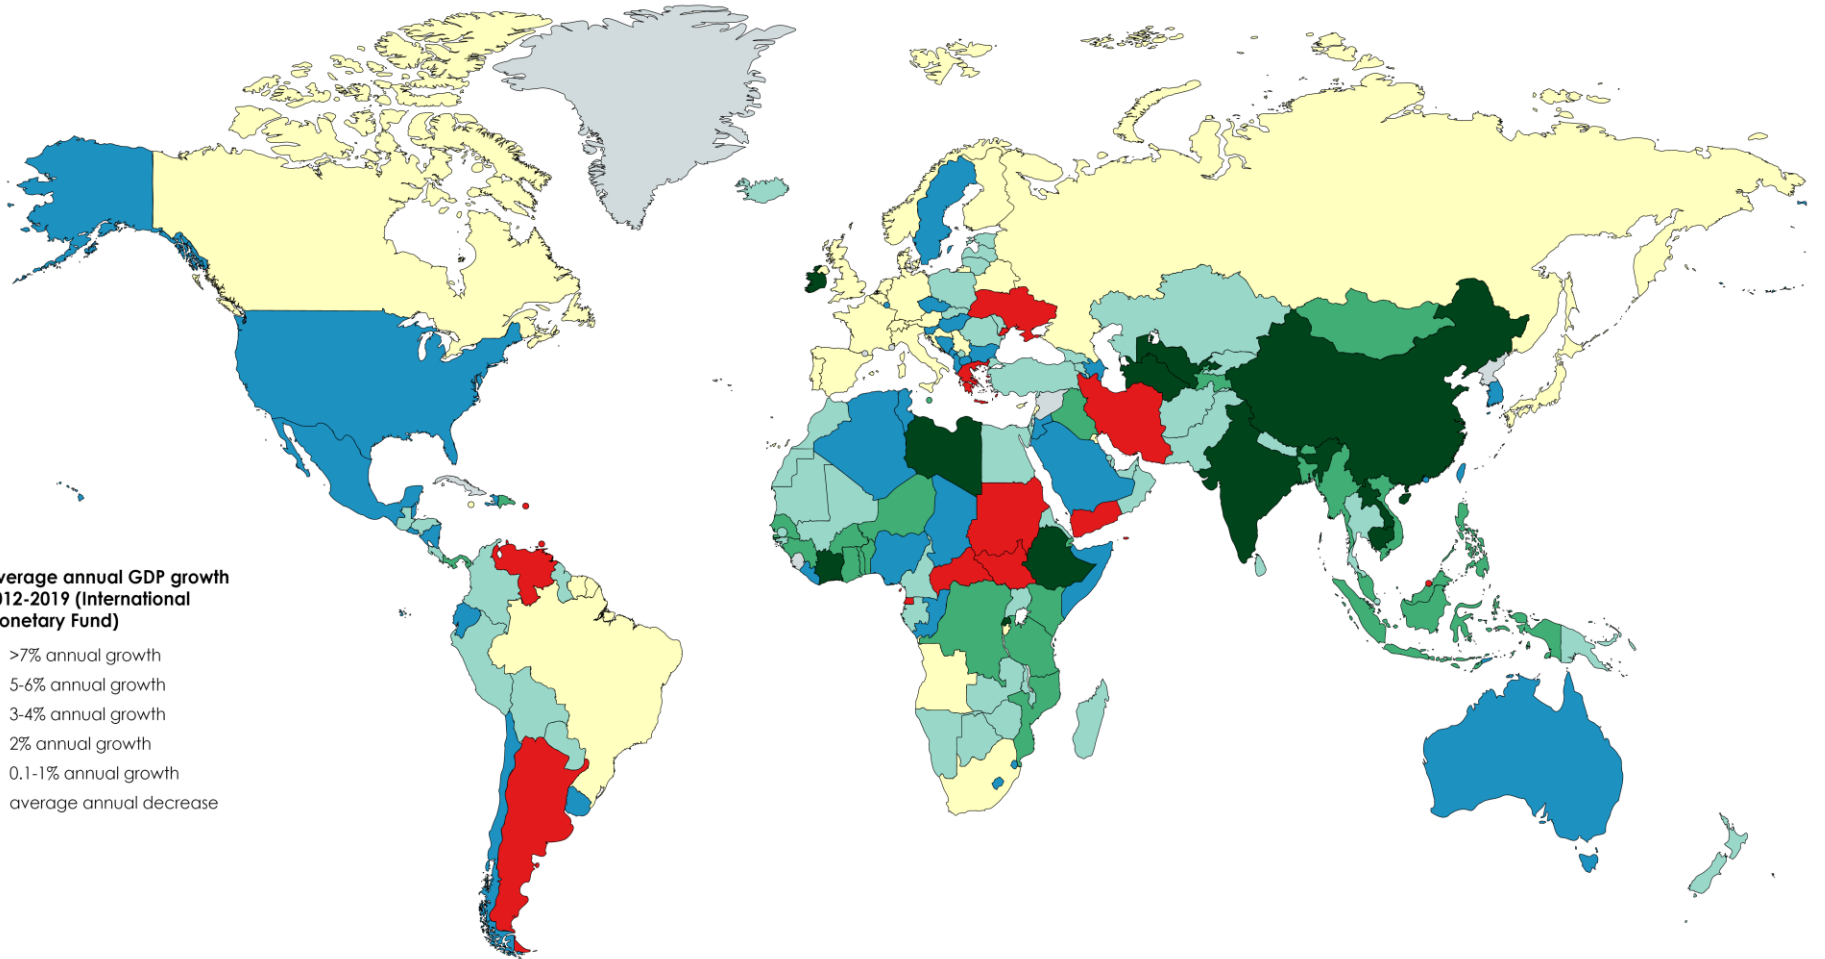 verage annual GDP growth
012-2019 (International
onetary Fund)
>7% annual growth
5-6% annual growth
3-4% annual growth
2% annual growth
0.1-1% annual growth
average annual decrease